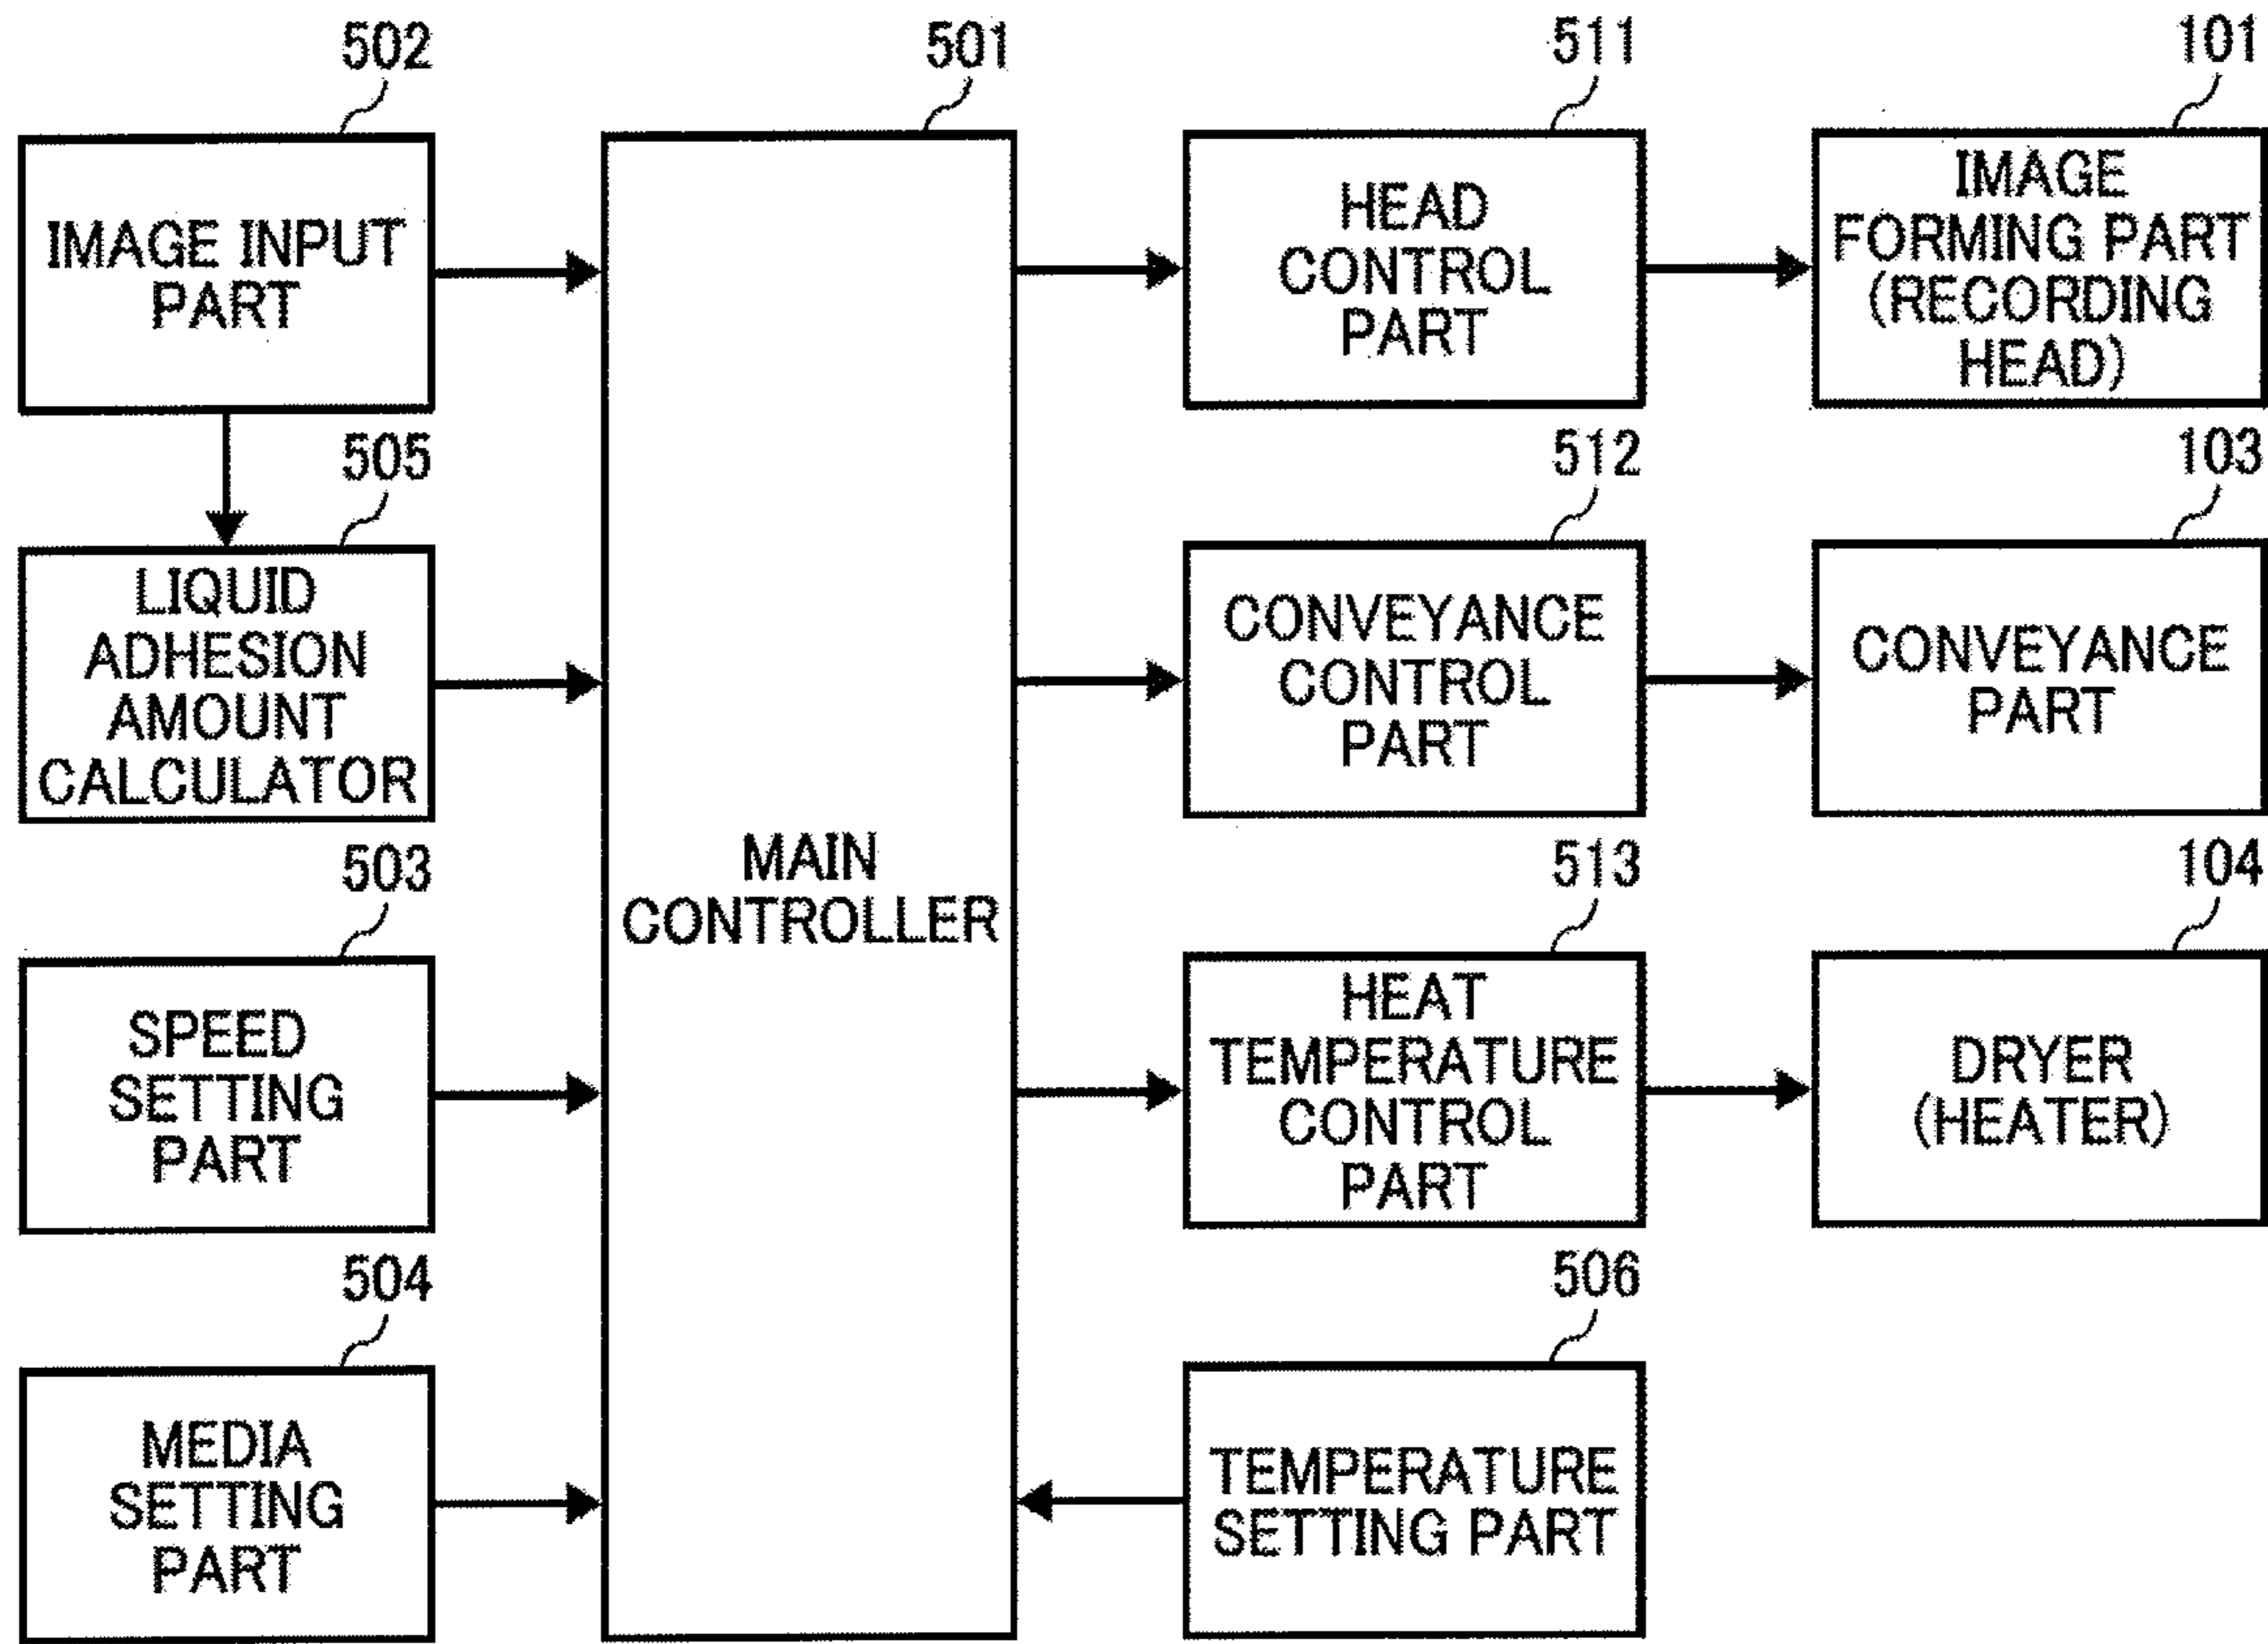 502
IMAGE INPUT
PART
501
511
HEAD
CONTROL
PART
101
IMAGE
FORMING PART
(RECORDING
HEAD)
505
LIQUID
ADHESION
AMOUNT
CALCULATOR
512
CONVEYANCE
CONTROL
PART
103
CONVEYANCE
PART
MAIN
CONTROLLER
503
SPEED
SETTING
PART
513
HEAT
TEMPERATURE
CONTROL
PART
104
DRYER
(HEATER)
504
MEDIA
SETTING
PART
506
TEMPERATURE
SETTING PART